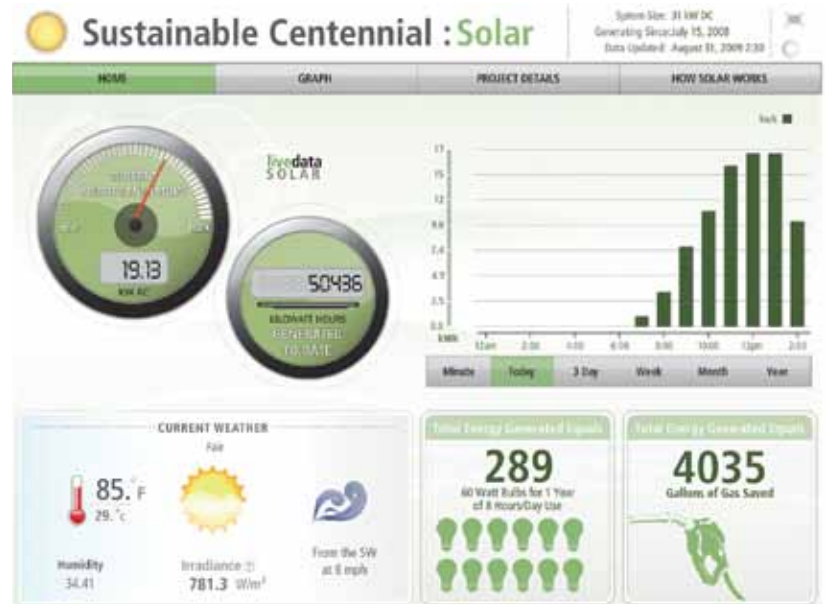 Sustainable Centennial : Solar
System Size: 31 kW DC
Generating Since: July 15, 2008
Data Updated: August 31, 2009 2:30
HOME
GRAPH
PROJECT DETAILS
HOW SOLAR WORKS
livedata
SOLAR
19.13
kW AC
50436
KILOWATT HOURS
GENERATED
TO DATE
kWh
17
15
12
kWh
12am
2:00
4:00
6:00
8:00
10:00
12pm
2:00
Minute
Today
3 Day
Week
Month
Year
CURRENT WEATHER
Fair
85.°F
29.°c
Humidity
34.41
Irradiance
781.3 W/m²
From the SW
at 8 mph
Total Energy Generated Equals
289
60 Watt Bulbs for 1 Year
of 8 Hours/Day Use
Total Energy Generated Equals
4035
Gallons of Gas Saved